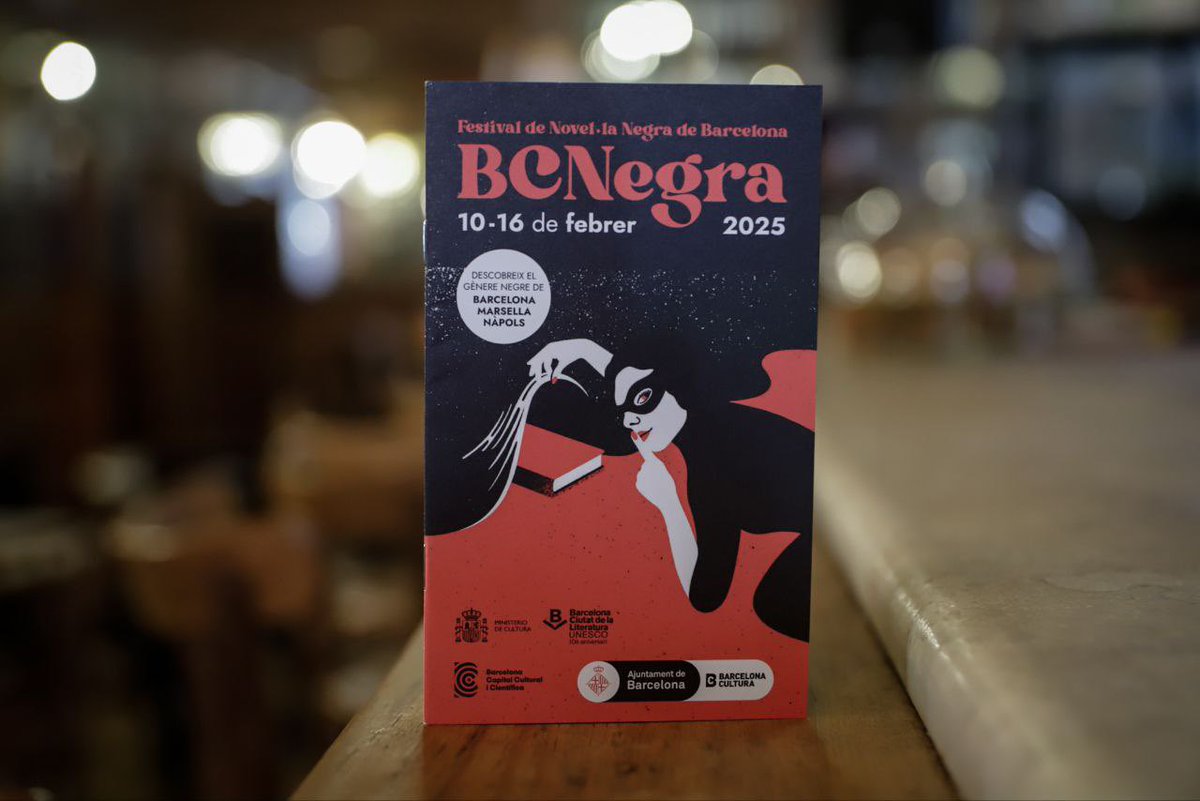 Festival de Novel·la Negra de Barcelona
BCNegra
10-16 de febrer 2025
DESCOBREIX EL
GÈNERE NEGRE DE
BARCELONA
MARSELLA
NÀPOLS
MINISTERIO
DE CULTURA
B
Barcelona
Ciutat de la
Literatura
UNESCO
10è aniversari
Barcelona
Capital Cultural
i Científica
Ajuntament de
Barcelona
B BARCELONA
CULTURA